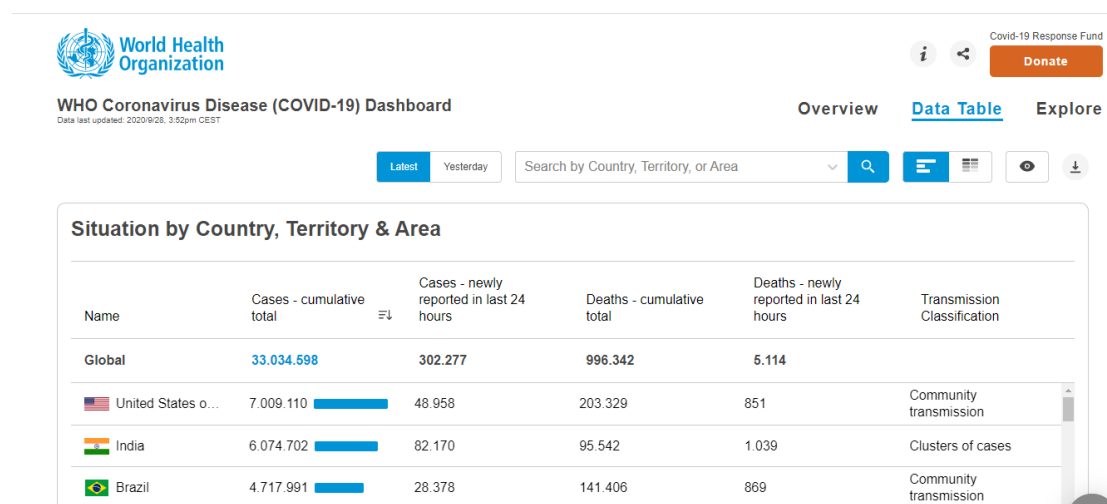 World Health
Organization
i
Covid-19 Response Fund
Donate
WHO Coronavirus Disease (COVID-19) Dashboard
Data last updated: 2020/9/28, 3:52pm CEST
Overview
Data Table
Explore
Latest
Yesterday
Search by Country, Territory, or Area
Situation by Country, Territory & Area
Name
Cases - cumulative
total
Cases - newly
reported in last 24
hours
Deaths - cumulative
total
Deaths - newly
reported in last 24
hours
Transmission
Classification
Global 33.034.598 302.277 996.342 5.114
United States o... 7.009.110 48.958 203.329 851 Community
transmission
India 6.074.702 82.170 95.542 1.039 Clusters of cases
Brazil 4.717.991 28.378 141.406 869 Community
transmission